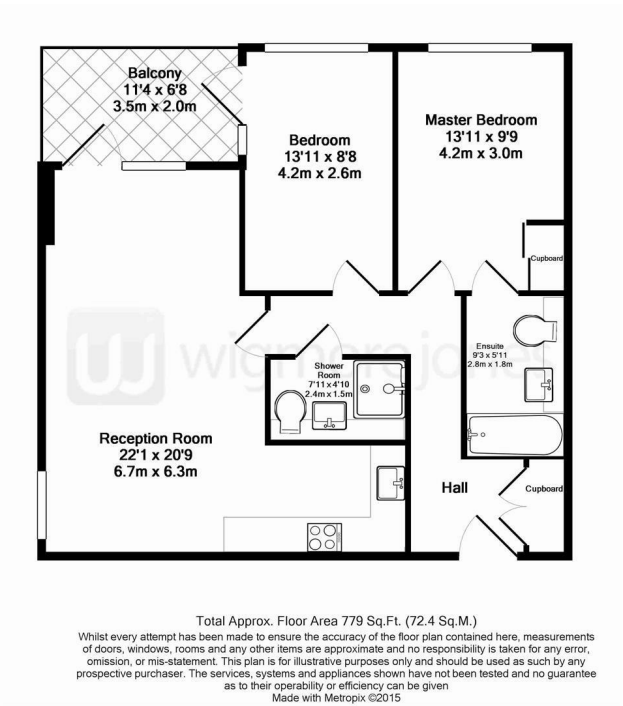 Balcony
11'4 x 6'8
3.5m x 2.0m
Bedroom
13'11 x 8'8
4.2m x 2.6m
Master Bedroom
13'11 x 9'9
4.2m x 3.0m
Cupboard
wigmore jones
Ensuite
9'3 x 5'11
2.8m x 1.8m
Shower
Room
7'11 x 4'10
2.4m x 1.5m
Reception Room
22'1 x 20'9
6.7m x 6.3m
Hall
Cupboard
Total Approx. Floor Area 779 Sq.Ft. (72.4 Sq.M.)
Whilst every attempt has been made to ensure the accuracy of the floor plan contained here, measurements
of doors, windows, rooms and any other items are approximate and no responsibility is taken for any error,
omission, or mis-statement. This plan is for illustrative purposes only and should be used as such by any
prospective purchaser. The services, systems and appliances shown have not been tested and no guarantee
as to their operability or efficiency can be given
Made with Metropix ©2015